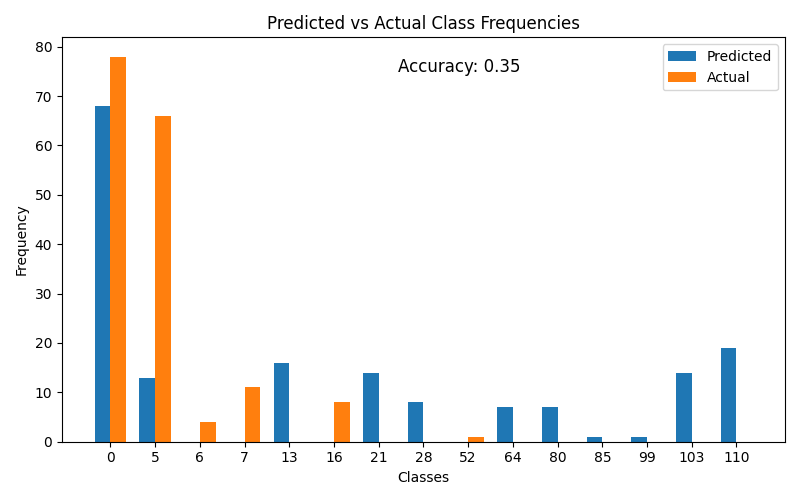 Predicted vs Actual Class Frequencies
Accuracy: 0.35
Predicted
Actual
Frequency
80
70
60
50
40
30
20
10
0
0 5 6 7 13 16 21 28 52 64 80 85 99 103 110
Classes